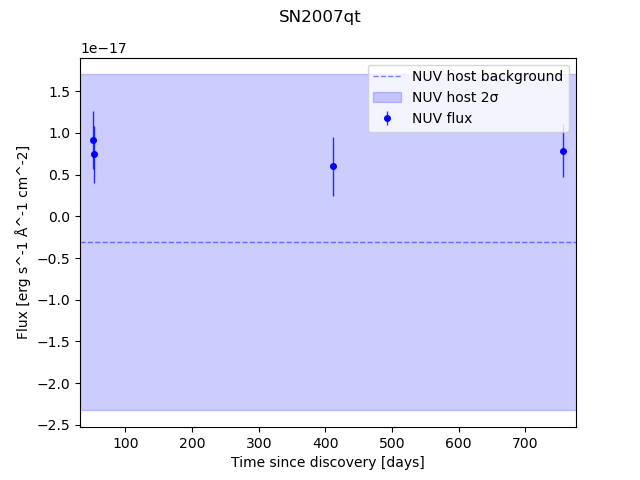 SN2007qt
1e−17
NUV host background
NUV host 2σ
NUV flux
1.5
1.0
0.5
0.0
−0.5
−1.0
−1.5
−2.0
−2.5
Flux [erg s^-1 Å^-1 cm^-2]
100 200 300 400 500 600 700
Time since discovery [days]